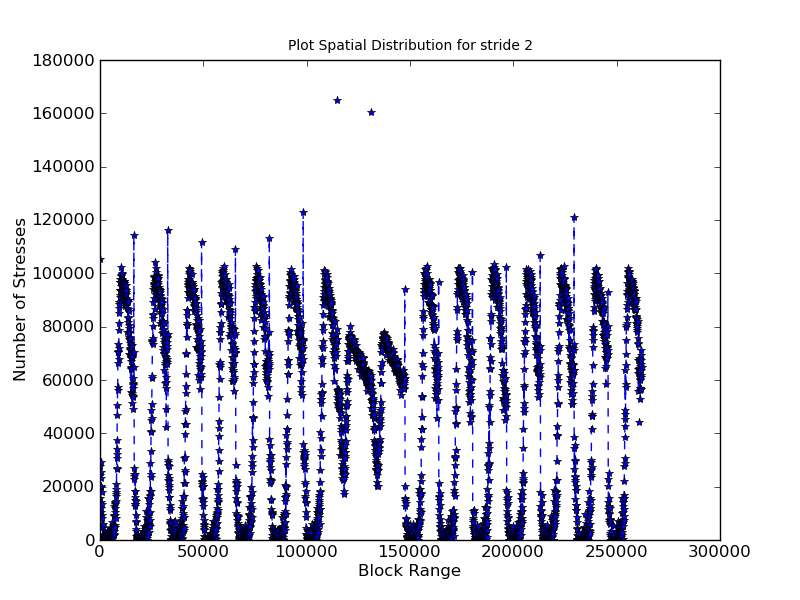 Plot Spatial Distribution for stride 2
180000
160000
140000
120000
100000
80000
60000
40000
20000
0
Number of Stresses
0 50000 100000 150000 200000 250000 300000
Block Range